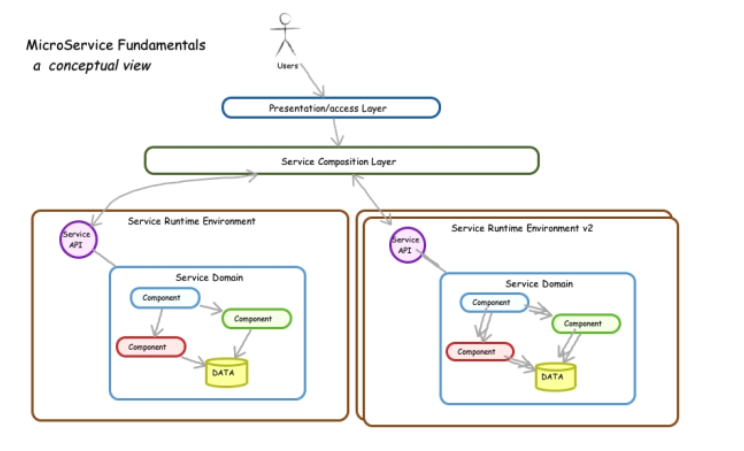 MicroService Fundamentals
a conceptual view
Users
Presentation/access Layer
Service Composition Layer
Service Runtime Environment
Service
API
Service Domain
Component
Component
Component
DATA
Service Runtime Environment v2
Service
API
Service Domain
Component
Component
Component
DATA